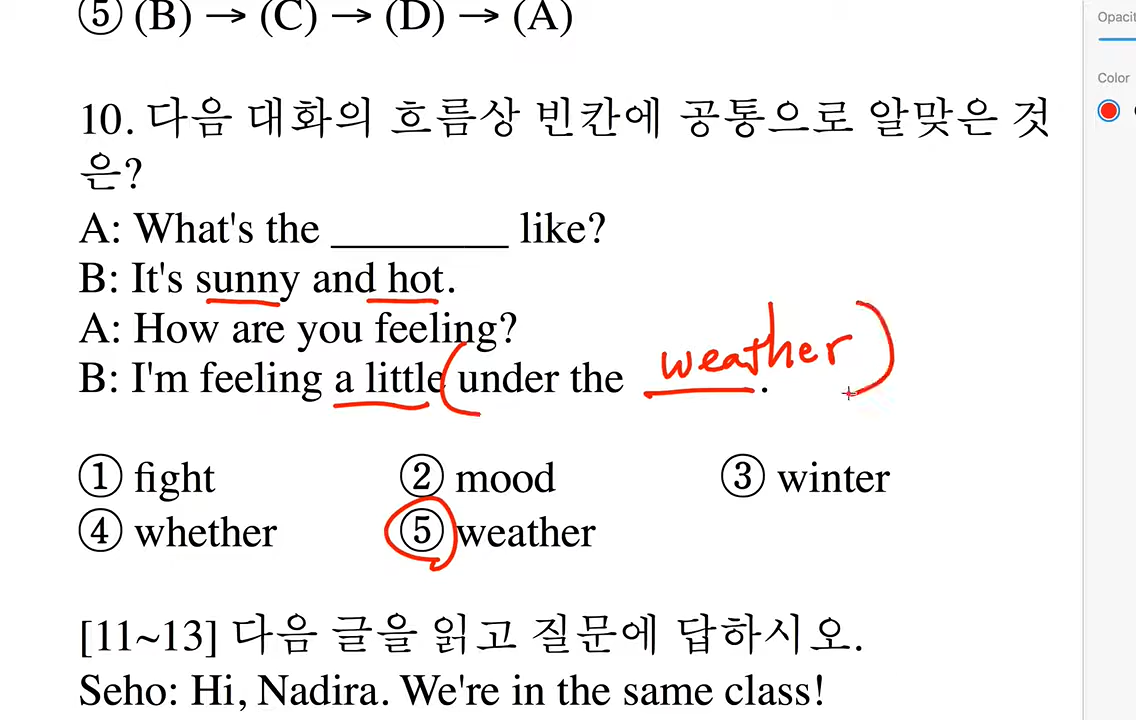 ⑤ (B) → (C) → (D) → (A)
Opacit
Color
10. 다음 대화의 흐름상 빈칸에 공통으로 알맞은 것
은?
A: What's the ________ like?
B: It's sunny and hot.
A: How are you feeling?
B: I'm feeling a little (under the weather).
① fight ② mood ③ winter
④ whether ⑤ weather
[11~13] 다음 글을 읽고 질문에 답하시오.
Seho: Hi, Nadira. We're in the same class!